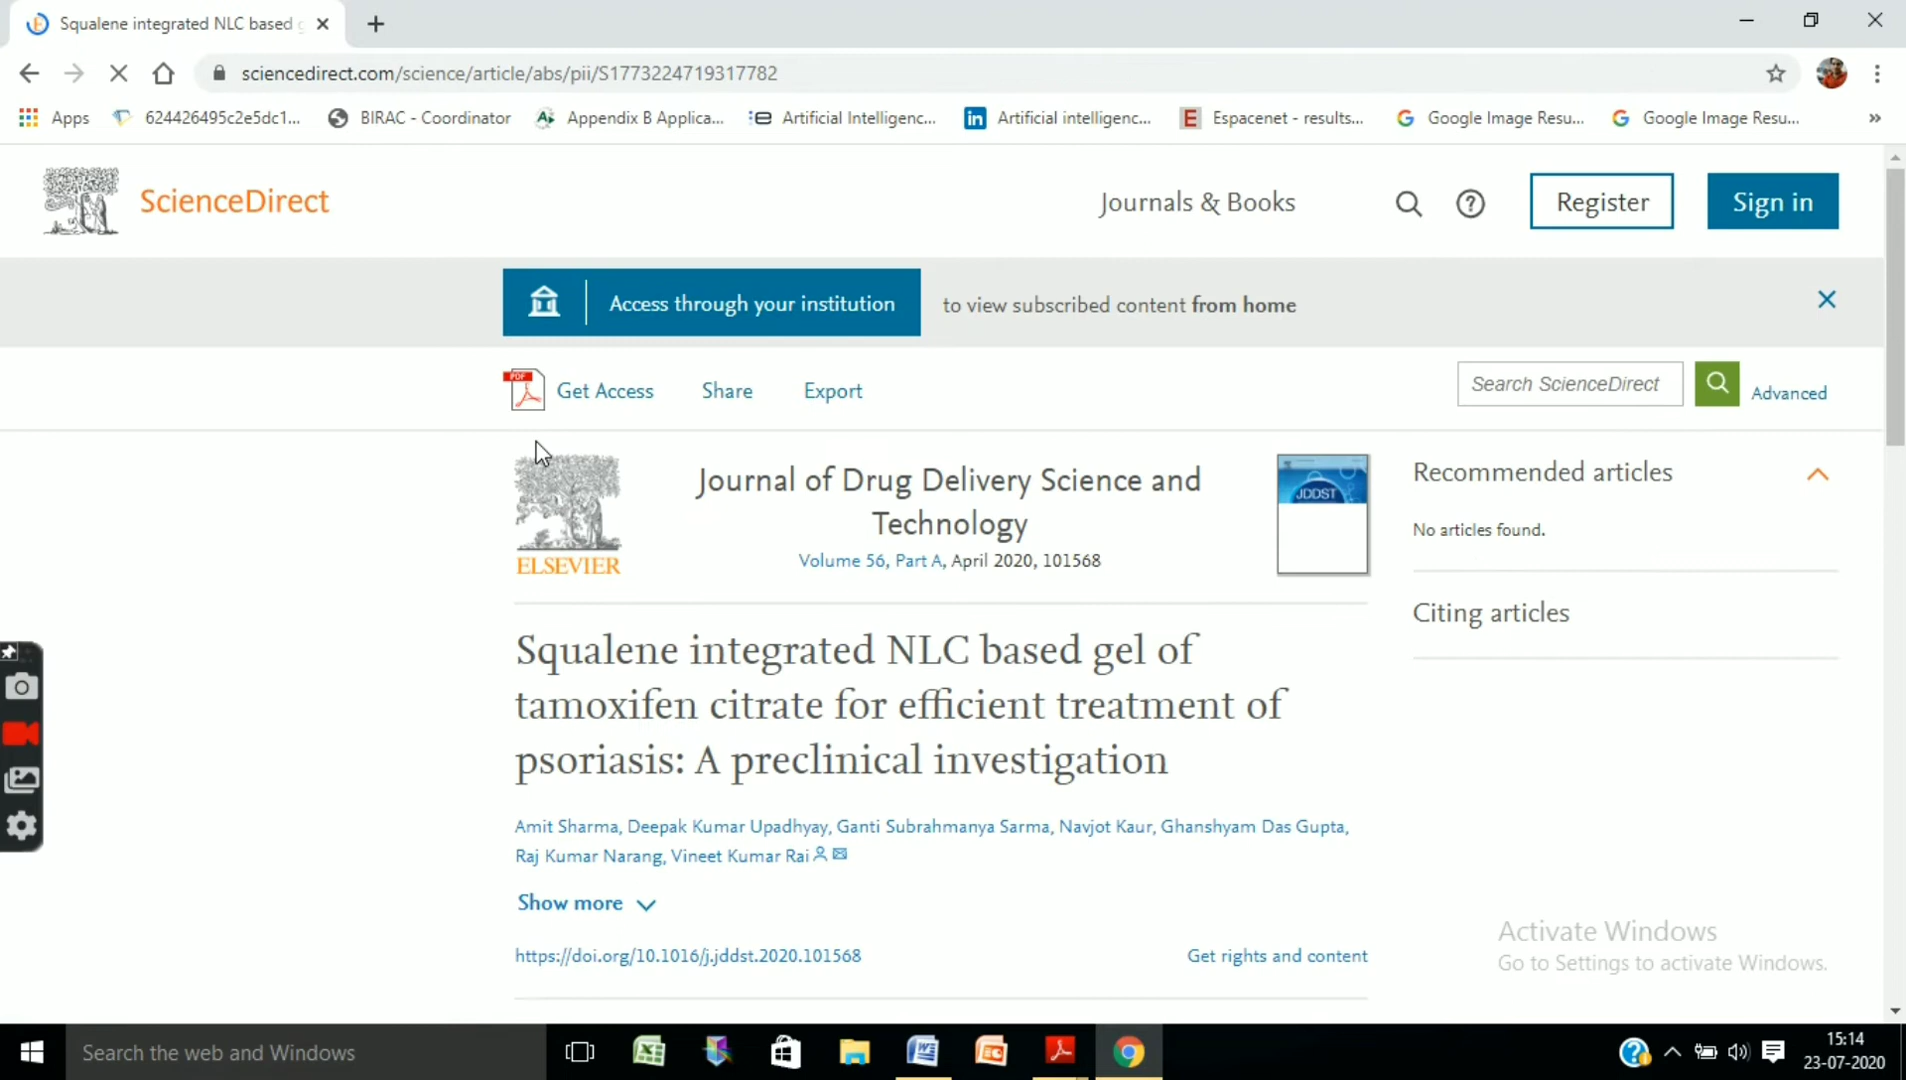 Squalene integrated NLC based g
sciencedirect.com/science/article/abs/pii/S1773224719317782
Apps 624426495c2e5dc1... BIRAC - Coordinator Appendix B Applica... Artificial Intelligenc... Artificial intelligenc... Espacenet - results... Google Image Resu... Google Image Resu... »
ScienceDirect
Journals & Books
Register
Sign in
Access through your institution to view subscribed content from home
PDF Get Access Share Export
Search ScienceDirect
Advanced
ELSEVIER
Journal of Drug Delivery Science and
Technology
Volume 56, Part A, April 2020, 101568
JDDST
Recommended articles
No articles found.
Citing articles
Squalene integrated NLC based gel of
tamoxifen citrate for efficient treatment of
psoriasis: A preclinical investigation
Amit Sharma, Deepak Kumar Upadhyay, Ganti Subrahmanya Sarma, Navjot Kaur, Ghanshyam Das Gupta,
Raj Kumar Narang, Vineet Kumar Rai
Show more
https://doi.org/10.1016/j.jddst.2020.101568
Get rights and content
Activate Windows
Go to Settings to activate Windows.
Search the web and Windows
15:14
23-07-2020